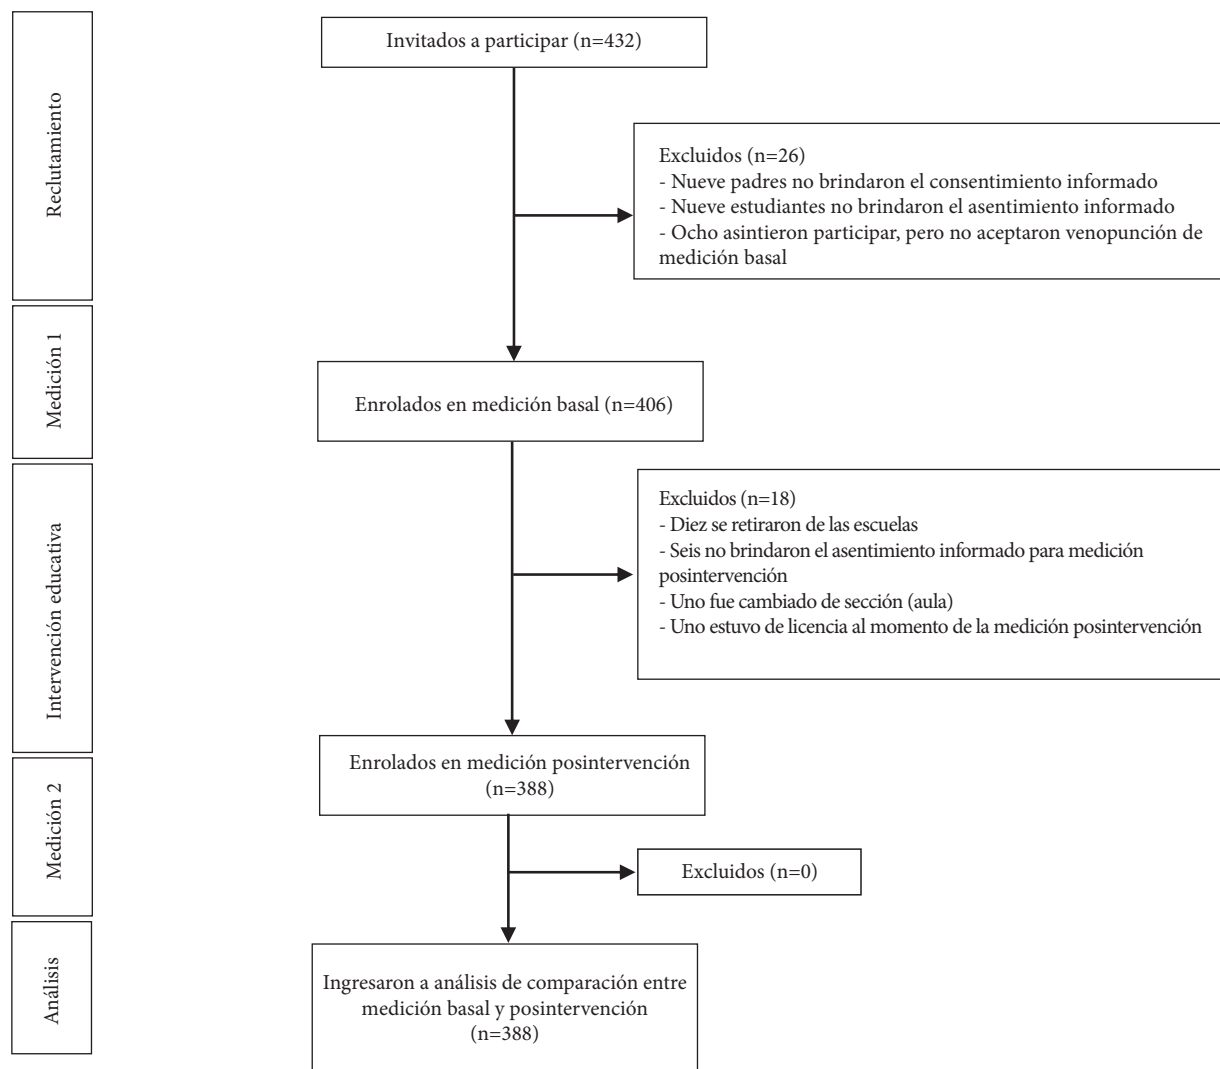 Reclutamiento
Invitados a participar (n=432)
Excluidos (n=26)
- Nueve padres no brindaron el consentimiento informado
- Nueve estudiantes no brindaron el asentimiento informado
- Ocho asintieron participar, pero no aceptaron venopunción de
medición basal
Medición 1
Enrolados en medición basal (n=406)
Intervención educativa
Excluidos (n=18)
- Diez se retiraron de las escuelas
- Seis no brindaron el asentimiento informado para medición
posintervención
- Uno fue cambiado de sección (aula)
- Uno estuvo de licencia al momento de la medición posintervención
Enrolados en medición posintervención
(n=388)
Medición 2
Excluidos (n=0)
Análisis
Ingresaron a análisis de comparación entre
medición basal y posintervención
(n=388)